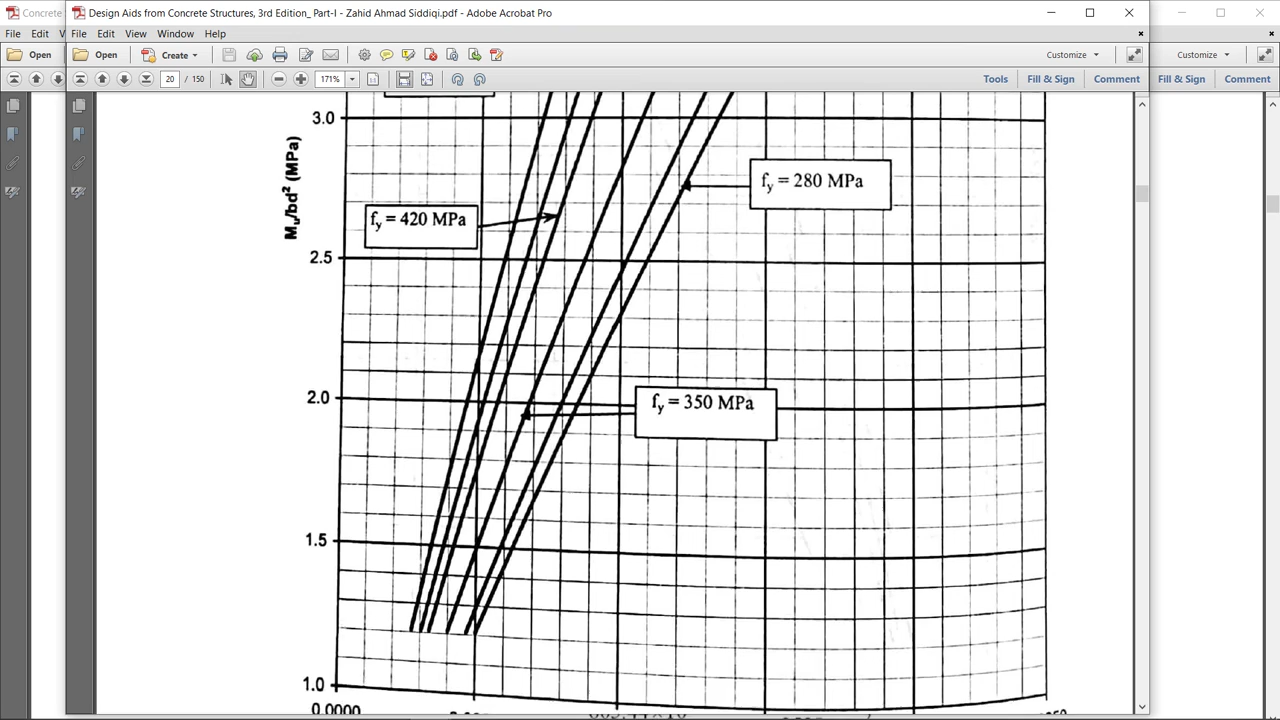 Concrete
Design Aids from Concrete Structures, 3rd Edition_ Part-I - Zahid Ahmad Siddiqi.pdf - Adobe Acrobat Pro
File Edit V File Edit View Window Help
Open Open Create Customize Customize
20 / 150 171% Tools Fill & Sign Comment Fill & Sign Comment
3.0
Mu/bd² (MPa)
fy = 280 MPa
fy = 420 MPa
2.5
2.0
fy = 350 MPa
1.5
1.0
0.0000